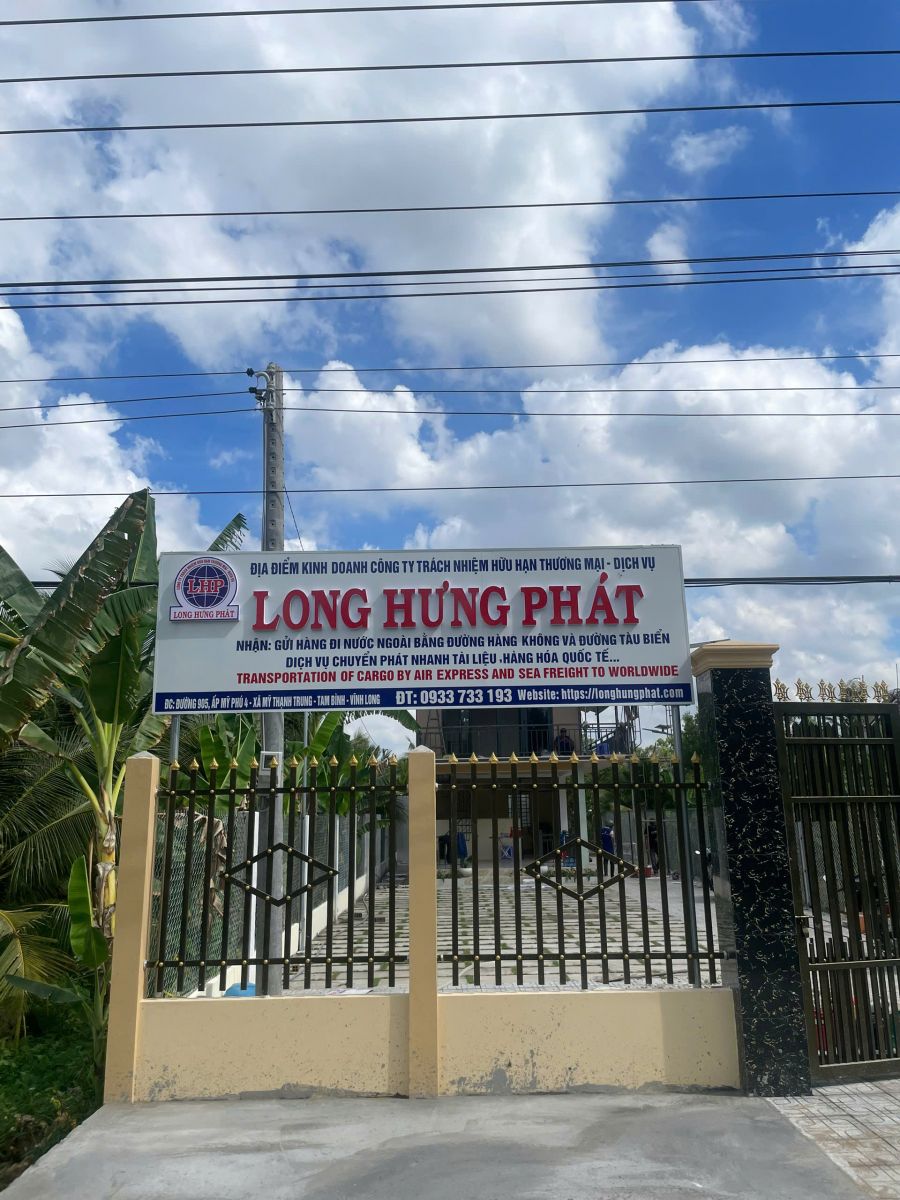 ĐỊA ĐIỂM KINH DOANH CÔNG TY TRÁCH NHIỆM HỮU HẠN THƯƠNG MẠI - DỊCH VỤ
LHP
LONG HƯNG PHÁT
LONG HƯNG PHÁT
NHẬN: GỬI HÀNG ĐI NƯỚC NGOÀI BẰNG ĐƯỜNG HÀNG KHÔNG VÀ ĐƯỜNG TÀU BIỂN
DỊCH VỤ CHUYỂN PHÁT NHANH TÀI LIỆU , HÀNG HÓA QUỐC TẾ...
TRANSPORTATION OF CARGO BY AIR EXPRESS AND SEA FREIGHT TO WORLDWIDE
ĐC: ĐƯỜNG 905, ẤP MỸ PHÚ 4 - XÃ MỸ THẠNH TRUNG - TAM BÌNH - VĨNH LONG ĐT: 0933 733 193 Website: https://longhungphat.com